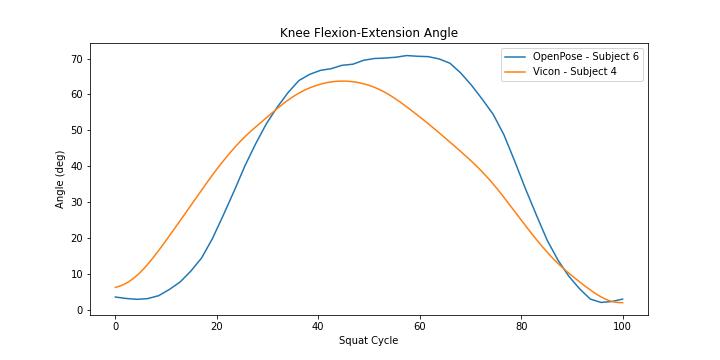 Knee Flexion-Extension Angle
OpenPose - Subject 6
Vicon - Subject 4
Angle (deg)
70
60
50
40
30
20
10
0
0 20 40 60 80 100
Squat Cycle